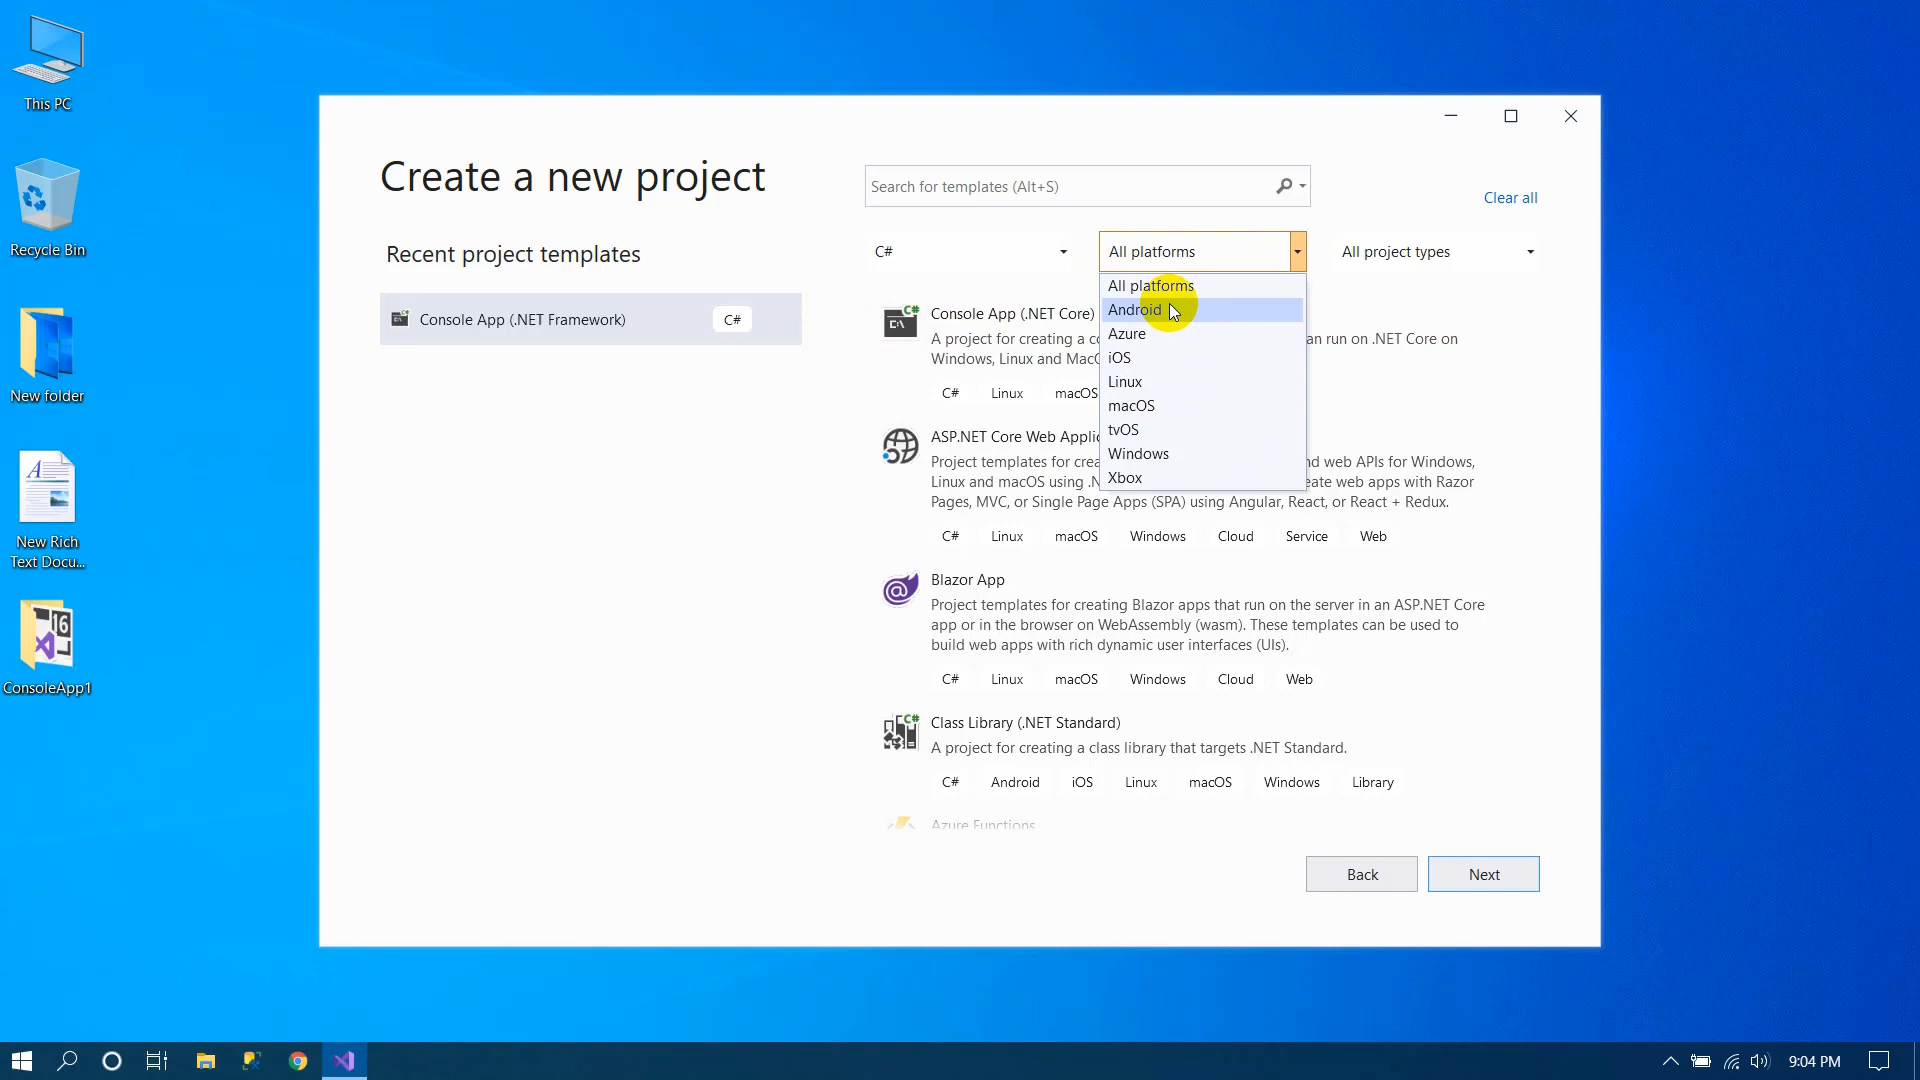 This PC
Recycle Bin
New folder
New Rich
Text Docu...
16
ConsoleApp1
Create a new project
Search for templates (Alt+S)
Clear all
Recent project templates
C#
All platforms
All project types
Console App (.NET Framework)
C#
All platforms
Android
Azure
iOS
Linux
macOS
tvOS
Windows
Xbox
C#
Console App (.NET Core)
A project for creating a co an run on .NET Core on
Windows, Linux and MacO
C# Linux macOS
ASP.NET Core Web Applic
Project templates for crea nd web APIs for Windows,
Linux and macOS using .N eate web apps with Razor
Pages, MVC, or Single Page Apps (SPA) using Angular, React, or React + Redux.
C# Linux macOS Windows Cloud Service Web
Blazor App
Project templates for creating Blazor apps that run on the server in an ASP.NET Core
app or in the browser on WebAssembly (wasm). These templates can be used to
build web apps with rich dynamic user interfaces (UIs).
C# Linux macOS Windows Cloud Web
C#
Class Library (.NET Standard)
A project for creating a class library that targets .NET Standard.
C# Android iOS Linux macOS Windows Library
Azure Functions
Back
Next
9:04 PM